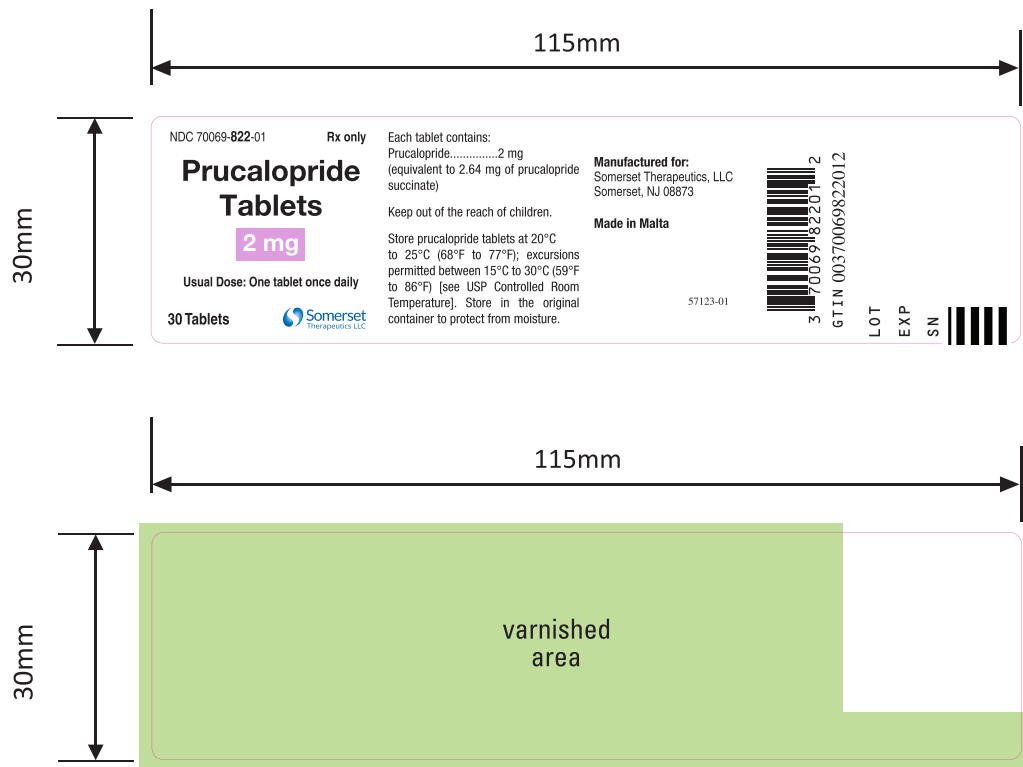 115mm
30mm
NDC 70069-822-01 Rx only
Prucalopride
Tablets
2 mg
Usual Dose: One tablet once daily
30 Tablets
Somerset
Therapeutics LLC
Each tablet contains:
Prucalopride...............2 mg
(equivalent to 2.64 mg of prucalopride
succinate)
Keep out of the reach of children.
Store prucalopride tablets at 20°C
to 25°C (68°F to 77°F); excursions
permitted between 15°C to 30°C (59°F
to 86°F) [see USP Controlled Room
Temperature]. Store in the original
container to protect from moisture.
Manufactured for:
Somerset Therapeutics, LLC
Somerset, NJ 08873
Made in Malta
57123-01
3 70069 82201 2
GTIN 00370069822012
LOT
EXP
SN
115mm
30mm
varnished
area